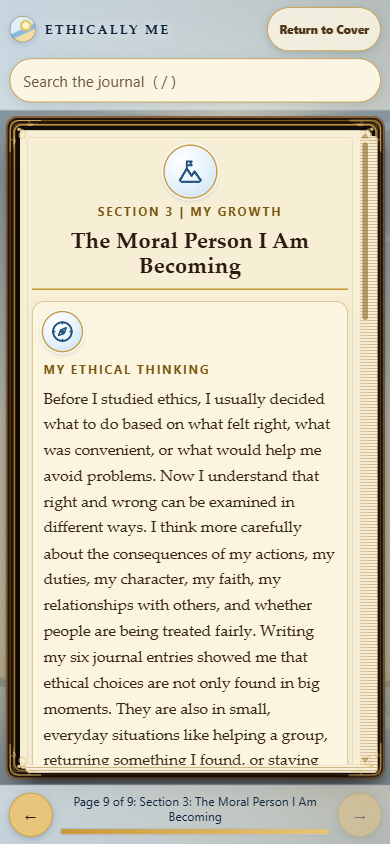 ETHICALLY ME
Return to Cover
Search the journal ( / )
SECTION 3 | MY GROWTH
The Moral Person I Am
Becoming
MY ETHICAL THINKING
Before I studied ethics, I usually decided
what to do based on what felt right, what
was convenient, or what would help me
avoid problems. Now I understand that
right and wrong can be examined in
different ways. I think more carefully
about the consequences of my actions, my
duties, my character, my faith, my
relationships with others, and whether
people are being treated fairly. Writing
my six journal entries showed me that
ethical choices are not only found in big
moments. They are also in small,
everyday situations like helping a group,
returning something I found, or staying
←
Page 9 of 9: Section 3: The Moral Person I Am
Becoming
→